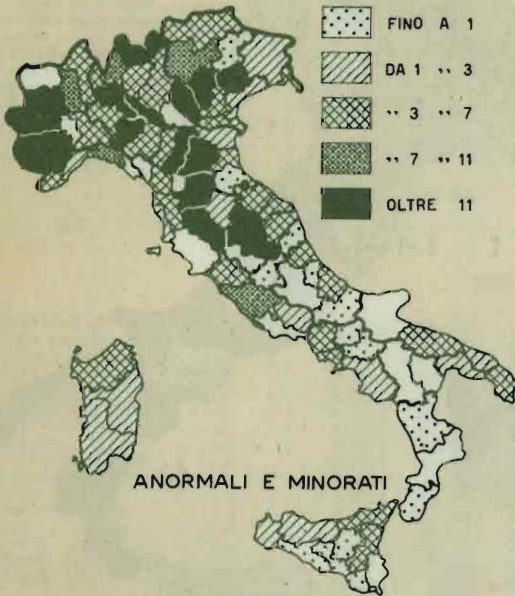 FINO A 1
DA 1 ,, 3
,, 3 ,, 7
,, 7 ,, 11
OLTRE 11
ANORMALI E MINORATI